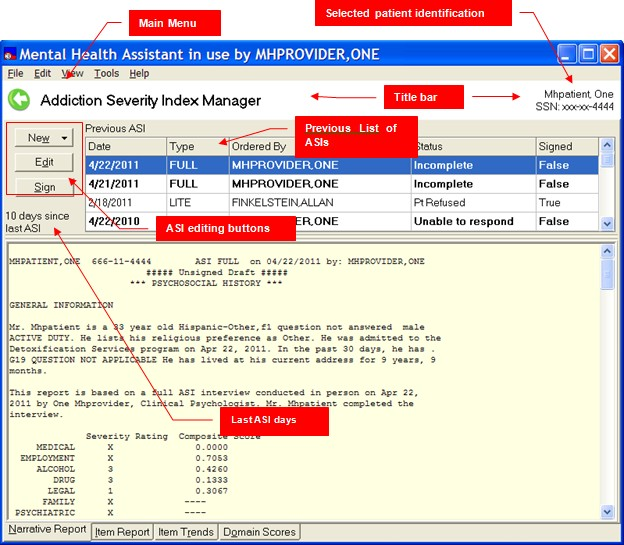 Main Menu
Selected patient identification
Mental Health Assistant in use by MHPROVIDER,ONE
File Edit View Tools Help
Addiction Severity Index Manager
Title bar
Mhpatient, One
SSN: xxx-xx-4444
New
Edit
Sign
10 days since
last ASI
Previous ASI
Previous List of
ASIs
Date Type Ordered By Status Signed
4/22/2011 FULL MHPROVIDER,ONE Incomplete False
4/21/2011 FULL MHPROVIDER,ONE Incomplete False
2/18/2011 LITE FINKELSTEIN,ALLAN Pt Refused True
4/22/2010 ER,ONE Unable to respond False
ASI editing buttons
MHPATIENT,ONE 666-11-4444 ASI FULL on 04/22/2011 by: MHPROVIDER,ONE
##### Unsigned Draft #####
*** PSYCHOSOCIAL HISTORY ***
GENERAL INFORMATION
Mr. Mhpatient is a 33 year old Hispanic-Other,f1 question not answered male
ACTIVE DUTY. He lists his religious preference as Other. He was admitted to the
Detoxification Services program on Apr 22, 2011. In the past 30 days, he has .
G19 QUESTION NOT APPLICABLE He has lived at his current address for 9 years, 9
months.
This report is based on a full ASI interview conducted in person on Apr 22,
2011 by One Mhprovider, Clinical Psychologist. Mr. Mhpatient completed the
interview.
Last ASI days
Severity Rating Composite Score
MEDICAL X 0.0000
EMPLOYMENT X 0.7053
ALCOHOL 3 0.4260
DRUG 3 0.1333
LEGAL 1 0.3067
FAMILY X ----
PSYCHIATRIC X ----
Narrative Report Item Report Item Trends Domain Scores